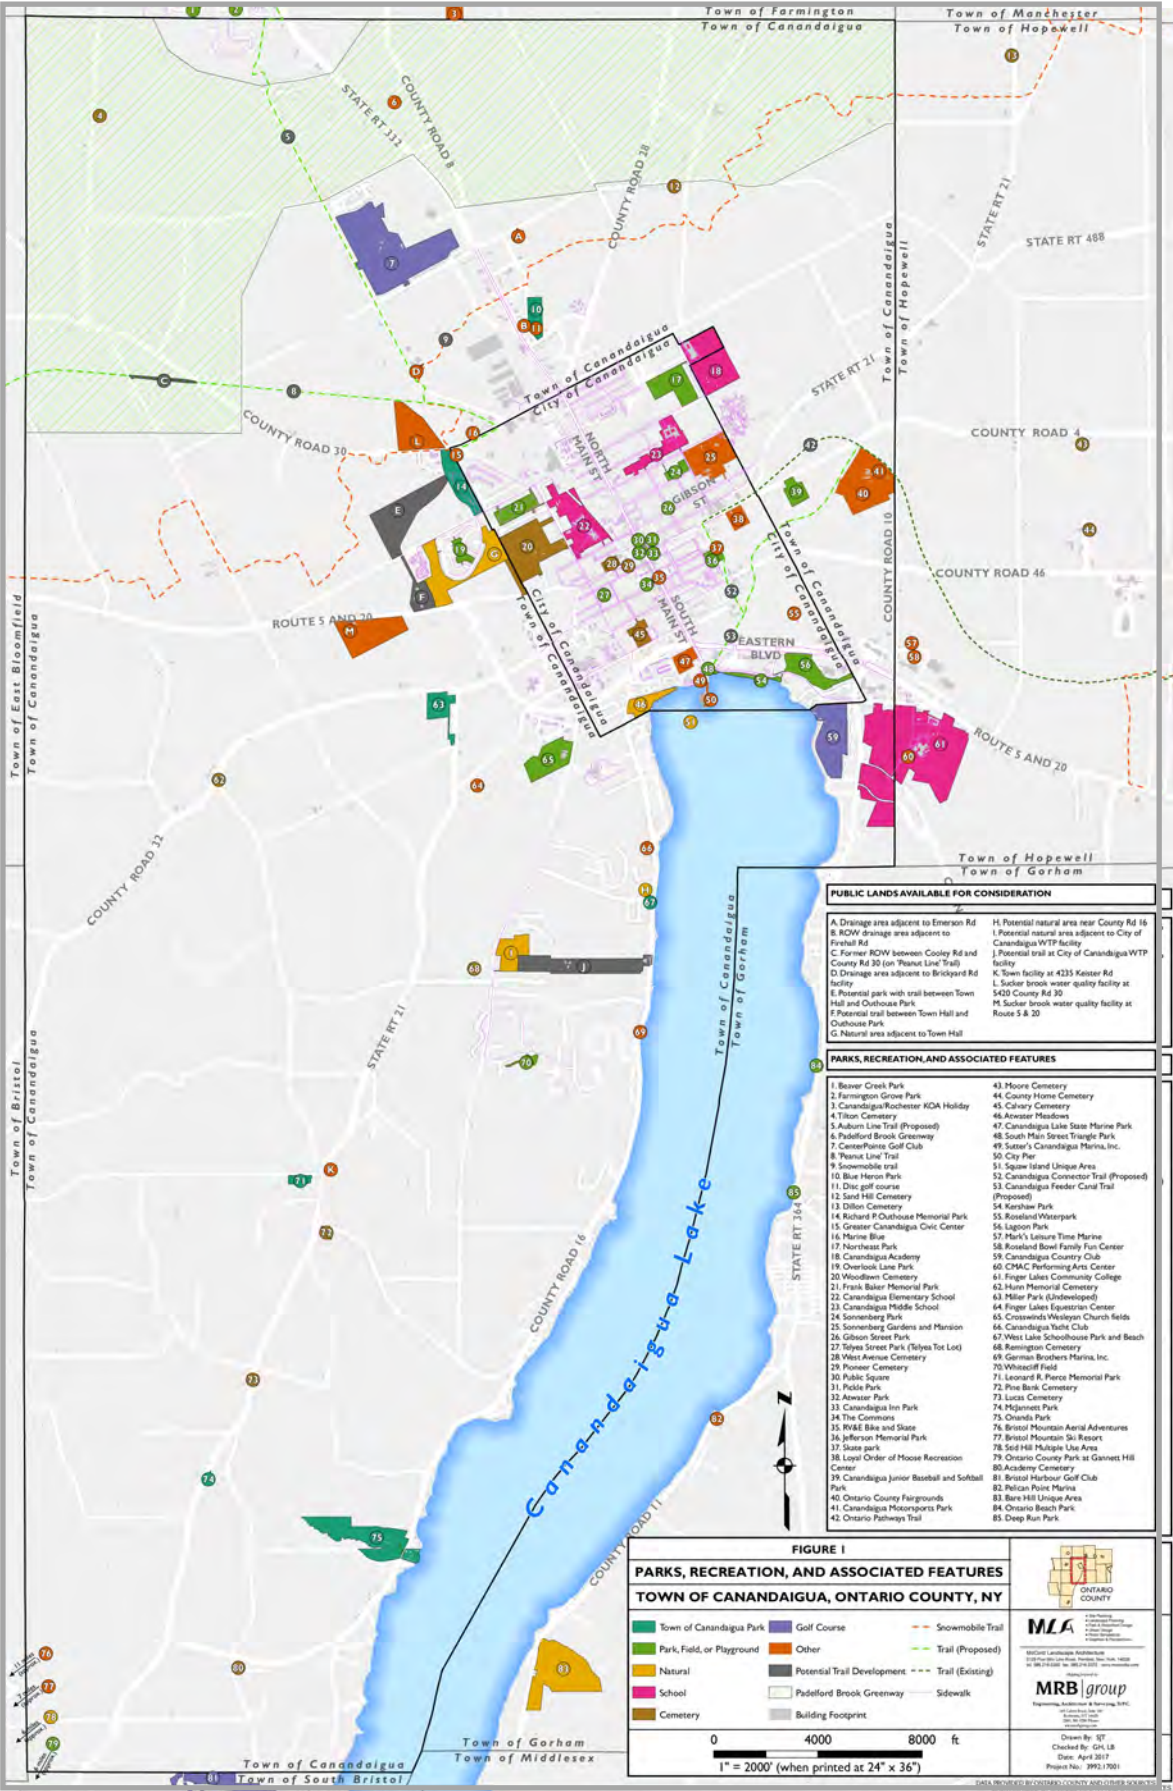 Town of Farmington
Town of Canandaigua
Town of Manchester
Town of Hopewell
STATE RT 332
COUNTY ROAD 8
COUNTY ROAD 28
STATE RT 21
STATE RT 488
Town of Canandaigua
Town of Hopewell
Town of Canandaigua
City of Canandaigua
STATE RT 21
COUNTY ROAD 30
COUNTY ROAD 4
NORTH
MAIN ST
GIBSON
ST
COUNTY ROAD 10
COUNTY ROAD 46
Town of Canandaigua
City of Canandaigua
ROUTE 5 AND 20
City of Canandaigua
Town of Canandaigua
SOUTH
MAIN ST
EASTERN
BLVD
Town of East Bloomfield
Town of Canandaigua
ROUTE 5 AND 20
COUNTY ROAD 32
Town of Hopewell
Town of Gorham
Town of Canandaigua
Town of Gorham
STATE RT 21
Town of Bristol
Town of Canandaigua
COUNTY ROAD 16
STATE RT 364
Canandaigua Lake
COUNTY ROAD 11
Town of Gorham
Town of Middlesex
Town of Canandaigua
Town of South Bristol
PUBLIC LANDS AVAILABLE FOR CONSIDERATION
A. Drainage area adjacent to Emerson Rd
B. ROW drainage area adjacent to
Firehall Rd
C. Former ROW between Cooley Rd and
County Rd 30 (on 'Peanut Line' Trail)
D. Drainage area adjacent to Brickyard Rd
facility
E. Potential park with trail between Town
Hall and Outhouse Park
F. Potential trail between Town Hall and
Outhouse Park
G. Natural area adjacent to Town Hall
H. Potential natural area near County Rd 16
I. Potential natural area adjacent to City of
Canandaigua WTP facility
J. Potential trail at City of Canandaigua WTP
facility
K. Town facility at 4235 Keister Rd
L. Sucker brook water quality facility at
5420 County Rd 30
M. Sucker brook water quality facility at
Route 5 & 20
PARKS, RECREATION, AND ASSOCIATED FEATURES
1. Beaver Creek Park
2. Farmington Grove Park
3. Canandaigua/Rochester KOA Holiday
4. Tilton Cemetery
5. Auburn Line Trail (Proposed)
6. Padelford Brook Greenway
7. CenterPointe Golf Club
8. 'Peanut Line' Trail
9. Snowmobile trail
10. Blue Heron Park
11. Disc golf course
12. Sand Hill Cemetery
13. Dillon Cemetery
14. Richard P. Outhouse Memorial Park
15. Greater Canandaigua Civic Center
16. Marine Blue
17. Northeast Park
18. Canandaigua Academy
19. Overlook Lane Park
20. Woodlawn Cemetery
21. Frank Baker Memorial Park
22. Canandaigua Elementary School
23. Canandaigua Middle School
24. Sonnenberg Park
25. Sonnenberg Gardens and Mansion
26. Gibson Street Park
27. Telyea Street Park (Telyea Tot Lot)
28. West Avenue Cemetery
29. Pioneer Cemetery
30. Public Square
31. Pickle Park
32. Atwater Park
33. Canandaigua Inn Park
34. The Commons
35. RV&E Bike and Skate
36. Jefferson Memorial Park
37. Skate park
38. Loyal Order of Moose Recreation
Center
39. Canandaigua Junior Baseball and Softball
Park
40. Ontario County Fairgrounds
41. Canandaigua Motorsports Park
42. Ontario Pathways Trail
43. Moore Cemetery
44. County Home Cemetery
45. Calvary Cemetery
46. Atwater Meadows
47. Canandaigua Lake State Marine Park
48. South Main Street Triangle Park
49. Sutter's Canandaigua Marina, Inc.
50. City Pier
51. Squaw Island Unique Area
52. Canandaigua Connector Trail (Proposed)
53. Canandaigua Feeder Canal Trail
(Proposed)
54. Kershaw Park
55. Roseland Waterpark
56. Lagoon Park
57. Mark's Leisure Time Marine
58. Roseland Bowl Family Fun Center
59. Canandaigua Country Club
60. CMAC Performing Arts Center
61. Finger Lakes Community College
62. Hunn Memorial Cemetery
63. Miller Park (Undeveloped)
64. Finger Lakes Equestrian Center
65. Crosswinds Wesleyan Church fields
66. Canandaigua Yacht Club
67. West Lake Schoolhouse Park and Beach
68. Remington Cemetery
69. German Brothers Marina, Inc.
70. Whitecliff Field
71. Leonard R. Pierce Memorial Park
72. Pine Bank Cemetery
73. Lucas Cemetery
74. McJannett Park
75. Onanda Park
76. Bristol Mountain Aerial Adventures
77. Bristol Mountain Ski Resort
78. Stid Hill Multiple Use Area
79. Ontario County Park at Gannett Hill
80. Academy Cemetery
81. Bristol Harbour Golf Club
82. Pelican Point Marina
83. Bare Hill Unique Area
84. Ontario Beach Park
85. Deep Run Park
N
FIGURE 1
PARKS, RECREATION, AND ASSOCIATED FEATURES
TOWN OF CANANDAIGUA, ONTARIO COUNTY, NY
Town of Canandaigua Park
Park, Field, or Playground
Natural
School
Cemetery
Golf Course
Other
Potential Trail Development
Padelford Brook Greenway
Building Footprint
Snowmobile Trail
Trail (Proposed)
Trail (Existing)
Sidewalk
0 4000 8000 ft
1" = 2000' (when printed at 24" x 36")
ONTARIO
COUNTY
MLA
McCord Landscape Architecture
MRB group
Engineering, Architecture & Surveying, D.P.C.
Drawn By: SJT
Checked By: GH, LB
Date: April 2017
Project No.: 3992.17001
DATA PROVIDED BY ONTARIO COUNTY AND OTHER SOURCES